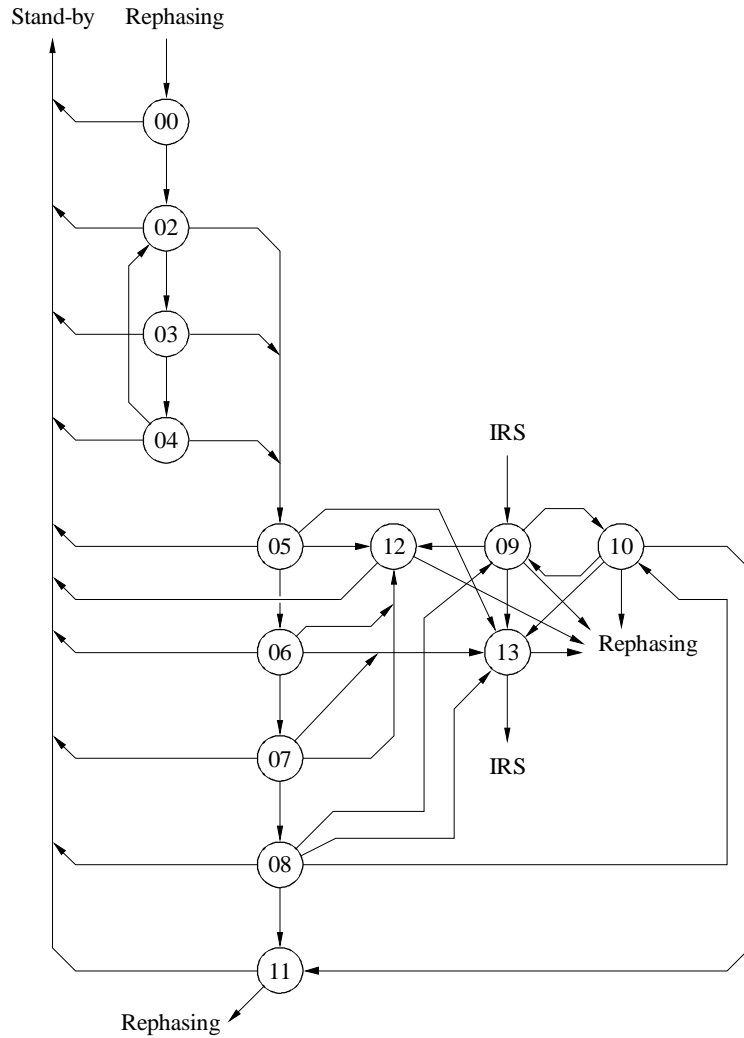 Stand-by Rephasing
00
02
03
04
IRS
05 12 09 10
06 13 Rephasing
07 IRS
08
11
Rephasing